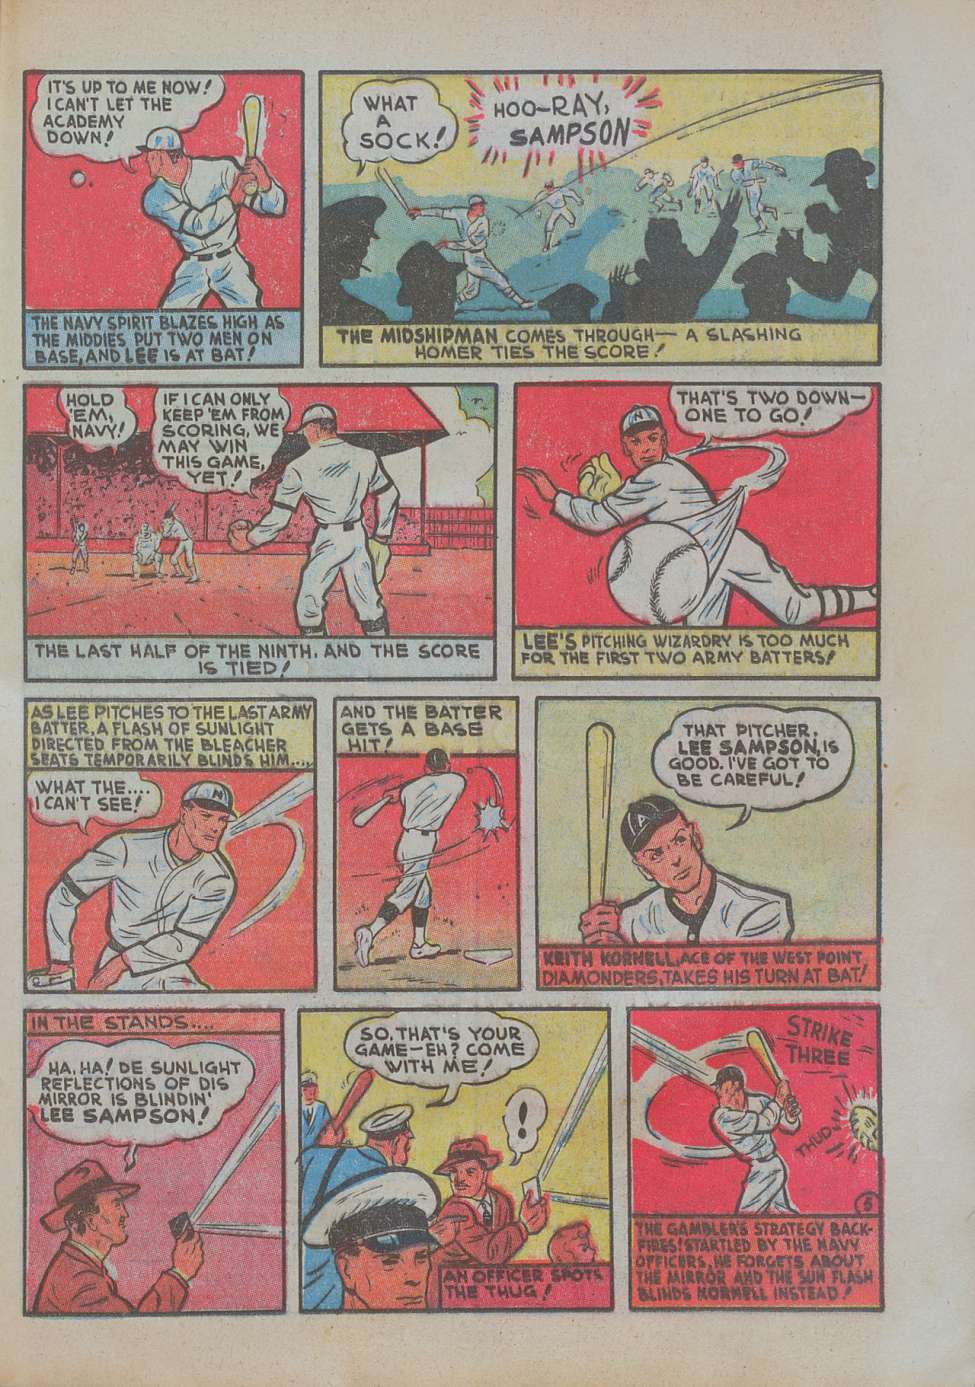 IT'S UP TO ME NOW!
I CAN'T LET THE
ACADEMY
DOWN!
THE NAVY SPIRIT BLAZES HIGH AS
THE MIDDIES PUT TWO MEN ON
BASE, AND LEE IS AT BAT!
WHAT
A
SOCK!
HOO-RAY,
SAMPSON
THE MIDSHIPMAN COMES THROUGH— A SLASHING
HOMER TIES THE SCORE!
HOLD
'EM,
NAVY!
IF I CAN ONLY
KEEP 'EM FROM
SCORING, WE
MAY WIN
THIS GAME,
YET!
THE LAST HALF OF THE NINTH, AND THE SCORE
IS TIED!
N
THAT'S TWO DOWN—
ONE TO GO!
LEE'S PITCHING WIZARDRY IS TOO MUCH
FOR THE FIRST TWO ARMY BATTERS!
AS LEE PITCHES TO THE LAST ARMY
BATTER, A FLASH OF SUNLIGHT
DIRECTED FROM THE BLEACHER
SEATS TEMPORARILY BLINDS HIM....
WHAT THE....
I CAN'T SEE!
N
AND THE BATTER
GETS A BASE
HIT!
THAT PITCHER,
LEE SAMPSON, IS
GOOD. I'VE GOT TO
BE CAREFUL!
A
KEITH KORNELL, ACE OF THE WEST POINT
DIAMONDERS, TAKES HIS TURN AT BAT!
IN THE STANDS....
HA, HA! DE SUNLIGHT
REFLECTIONS OF DIS
MIRROR IS BLINDIN'
LEE SAMPSON!
SO, THAT'S YOUR
GAME—EH? COME
WITH ME!
!
AN OFFICER SPOTS
THE THUG!
STRIKE
THREE
THUD
5
THE GAMBLER'S STRATEGY BACK-
FIRES! STARTLED BY THE NAVY
OFFICERS, HE FORGETS ABOUT
THE MIRROR AND THE SUN FLASH
BLINDS KORNELL INSTEAD!